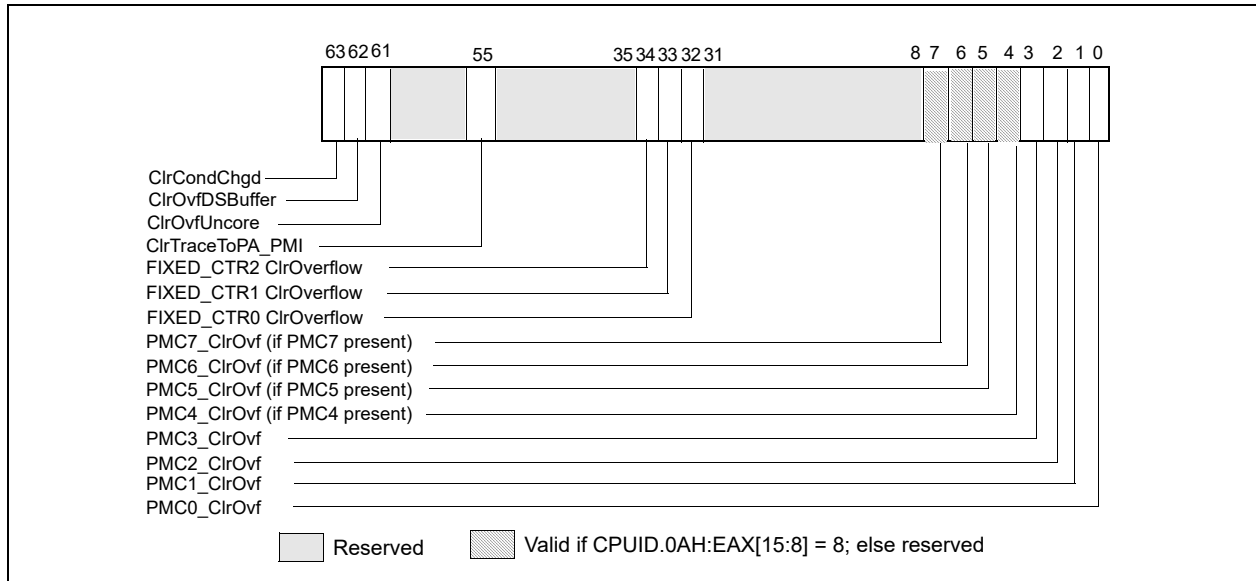 63 62 61 55 35 34 33 32 31 8 7 6 5 4 3 2 1 0
ClrCondChgd
ClrOvfDSBuffer
ClrOvfUncore
ClrTraceToPA_PMI
FIXED_CTR2 ClrOverflow
FIXED_CTR1 ClrOverflow
FIXED_CTR0 ClrOverflow
PMC7_ClrOvf (if PMC7 present)
PMC6_ClrOvf (if PMC6 present)
PMC5_ClrOvf (if PMC5 present)
PMC4_ClrOvf (if PMC4 present)
PMC3_ClrOvf
PMC2_ClrOvf
PMC1_ClrOvf
PMC0_ClrOvf
Reserved Valid if CPUID.0AH:EAX[15:8] = 8; else reserved